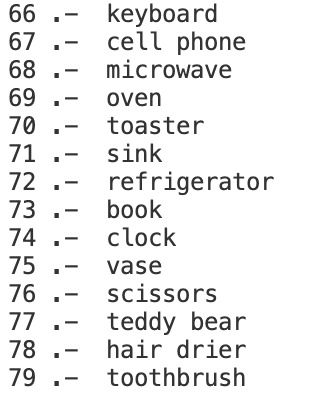 66 .-  keyboard
67 .-  cell phone
68 .-  microwave
69 .-  oven
70 .-  toaster
71 .-  sink
72 .-  refrigerator
73 .-  book
74 .-  clock
75 .-  vase
76 .-  scissors
77 .-  teddy bear
78 .-  hair drier
79 .-  toothbrush